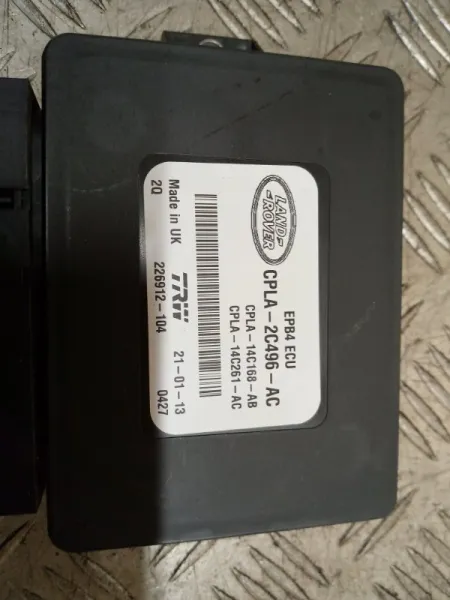 LAND-
-ROVER
EPB4 ECU
CPLA-2C496-AC
CPLA-14C168-AB
CPLA-14C261-AC
Made in UK
2Q
TRW
226912-104
21-01-13
0427